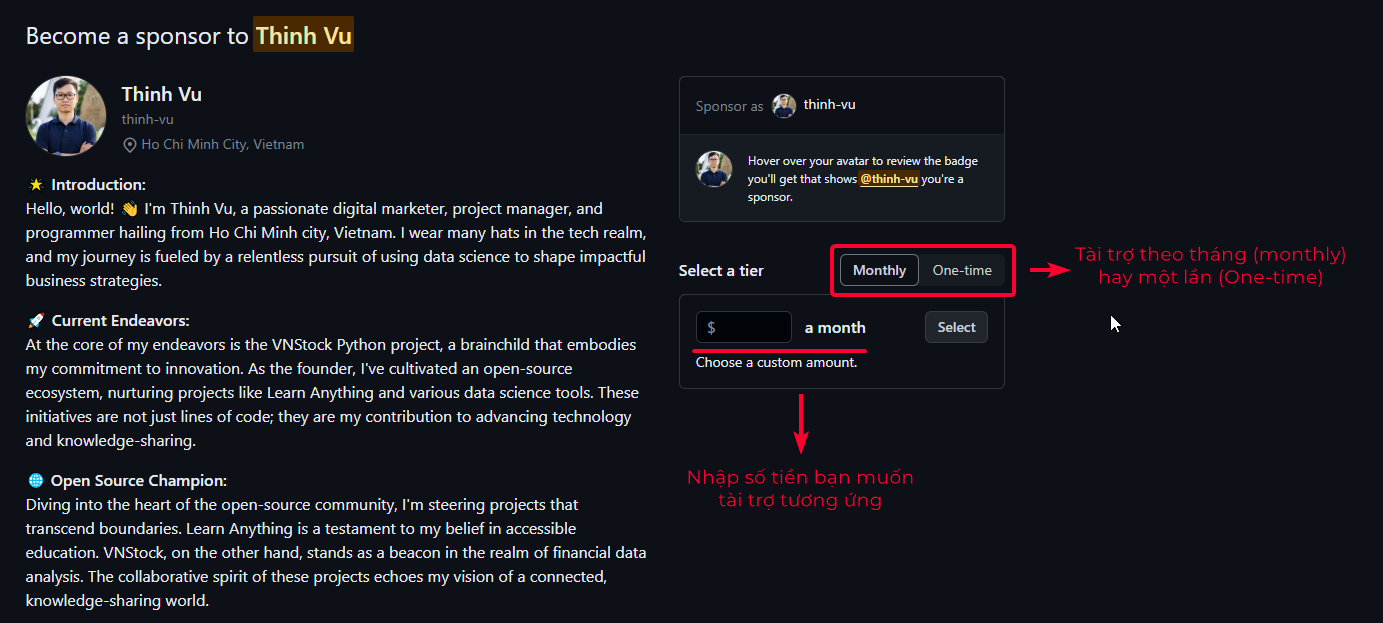 Become a sponsor to Thinh Vu
Thinh Vu
thinh-vu
Ho Chi Minh City, Vietnam
Introduction:
Hello, world! 👋 I'm Thinh Vu, a passionate digital marketer, project manager, and
programmer hailing from Ho Chi Minh city, Vietnam. I wear many hats in the tech realm,
and my journey is fueled by a relentless pursuit of using data science to shape impactful
business strategies.
Current Endeavors:
At the core of my endeavors is the VNStock Python project, a brainchild that embodies
my commitment to innovation. As the founder, I've cultivated an open-source
ecosystem, nurturing projects like Learn Anything and various data science tools. These
initiatives are not just lines of code; they are my contribution to advancing technology
and knowledge-sharing.
Open Source Champion:
Diving into the heart of the open-source community, I'm steering projects that
transcend boundaries. Learn Anything is a testament to my belief in accessible
education. VNStock, on the other hand, stands as a beacon in the realm of financial data
analysis. The collaborative spirit of these projects echoes my vision of a connected,
knowledge-sharing world.
Sponsor as thinh-vu
Hover over your avatar to review the badge
you'll get that shows @thinh-vu you're a
sponsor.
Select a tier
Monthly One-time
$ a month Select
Choose a custom amount.
Tài trợ theo tháng (monthly)
hay một lần (One-time)
Nhập số tiền bạn muốn
tài trợ tương ứng